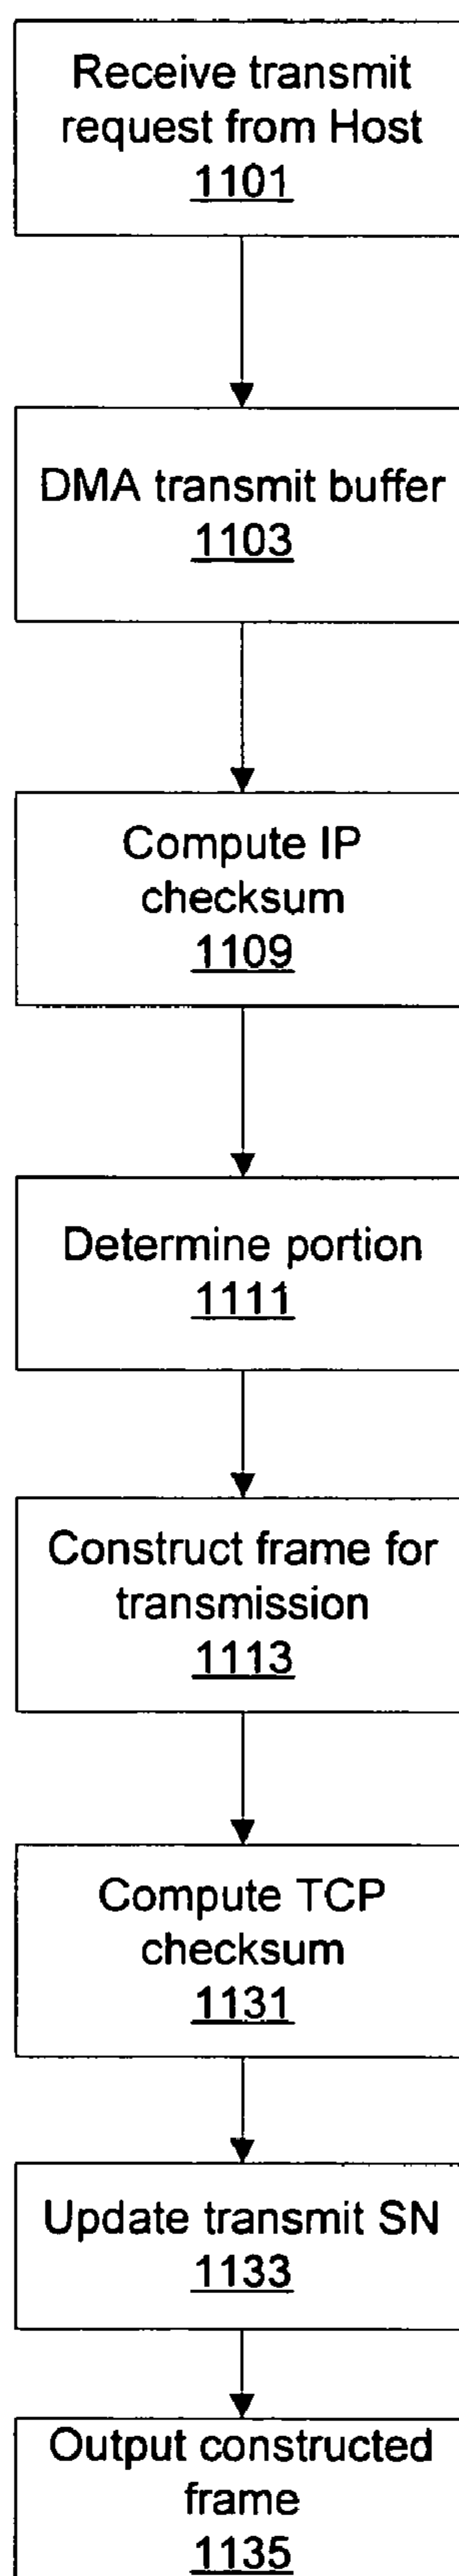 Receive transmit
request from Host
1101
DMA transmit buffer
1103
Compute IP
checksum
1109
Determine portion
1111
Construct frame for
transmission
1113
Compute TCP
checksum
1131
Update transmit SN
1133
Output constructed
frame
1135